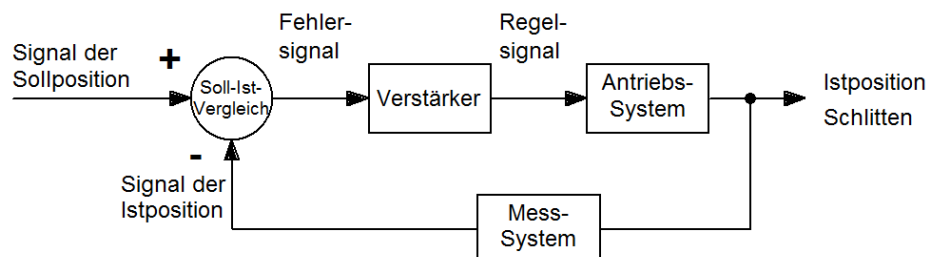 Signal der
Sollposition
+
Soll-Ist-
Vergleich
-
Signal der
Istposition
Fehler-
signal
Verstärker
Regel-
signal
Antriebs-
System
Istposition
Schlitten
Mess-
System